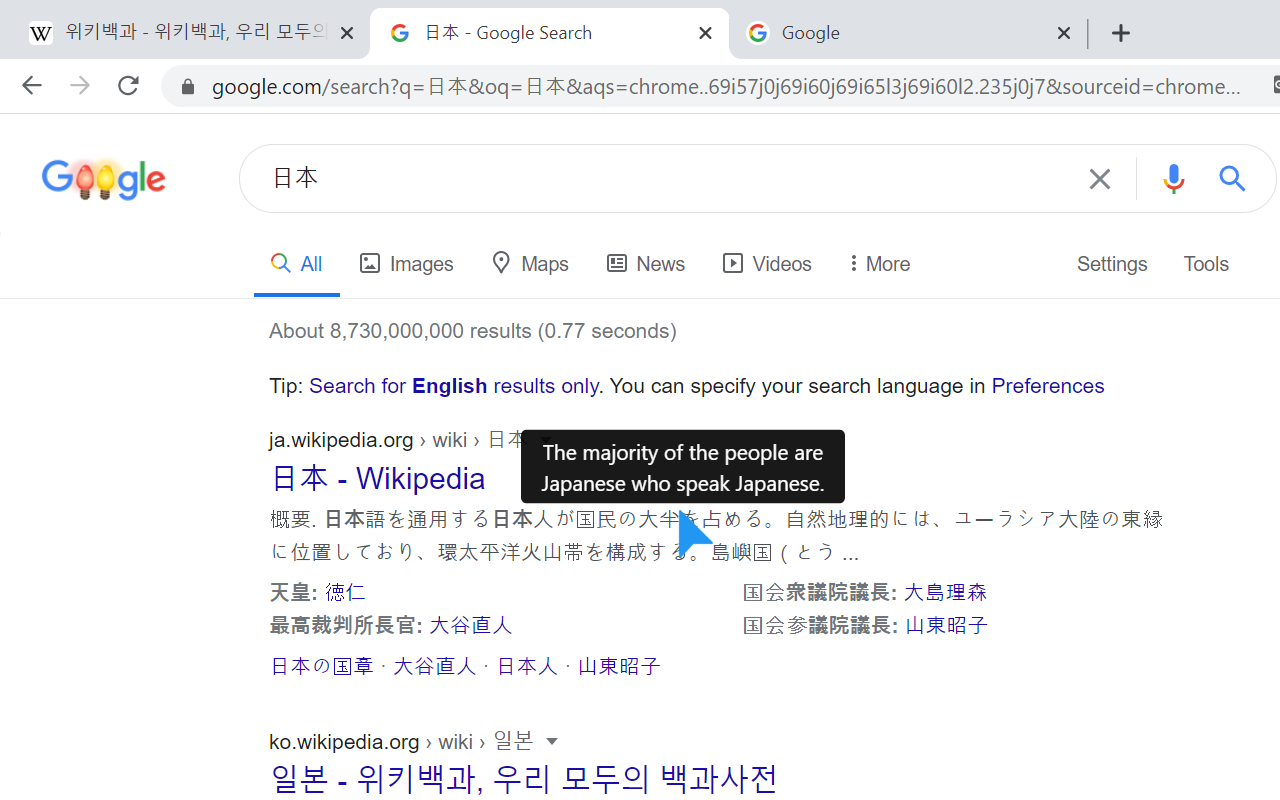 위키백과 - 위키백과, 우리 모두의
日本 - Google Search
Google
google.com/search?q=日本&oq=日本&aqs=chrome..69i57j0j69i60j69i65l3j69i60l2.235j0j7&sourceid=chrome...
Google
日本
All
Images
Maps
News
Videos
More
Settings
Tools
About 8,730,000,000 results (0.77 seconds)
Tip: Search for English results only. You can specify your search language in Preferences
ja.wikipedia.org › wiki › 日本
The majority of the people are
Japanese who speak Japanese.
日本 - Wikipedia
概要. 日本語を通用する日本人が国民の大半を占める。自然地理的には、ユーラシア大陸の東縁
に位置しており、環太平洋火山帯を構成する。島嶼国 ( とう ...
天皇: 徳仁
国会衆議院議長: 大島理森
最高裁判所長官: 大谷直人
国会参議院議長: 山東昭子
日本の国章 · 大谷直人 · 日本人 · 山東昭子
ko.wikipedia.org › wiki › 일본
일본 - 위키백과, 우리 모두의 백과사전